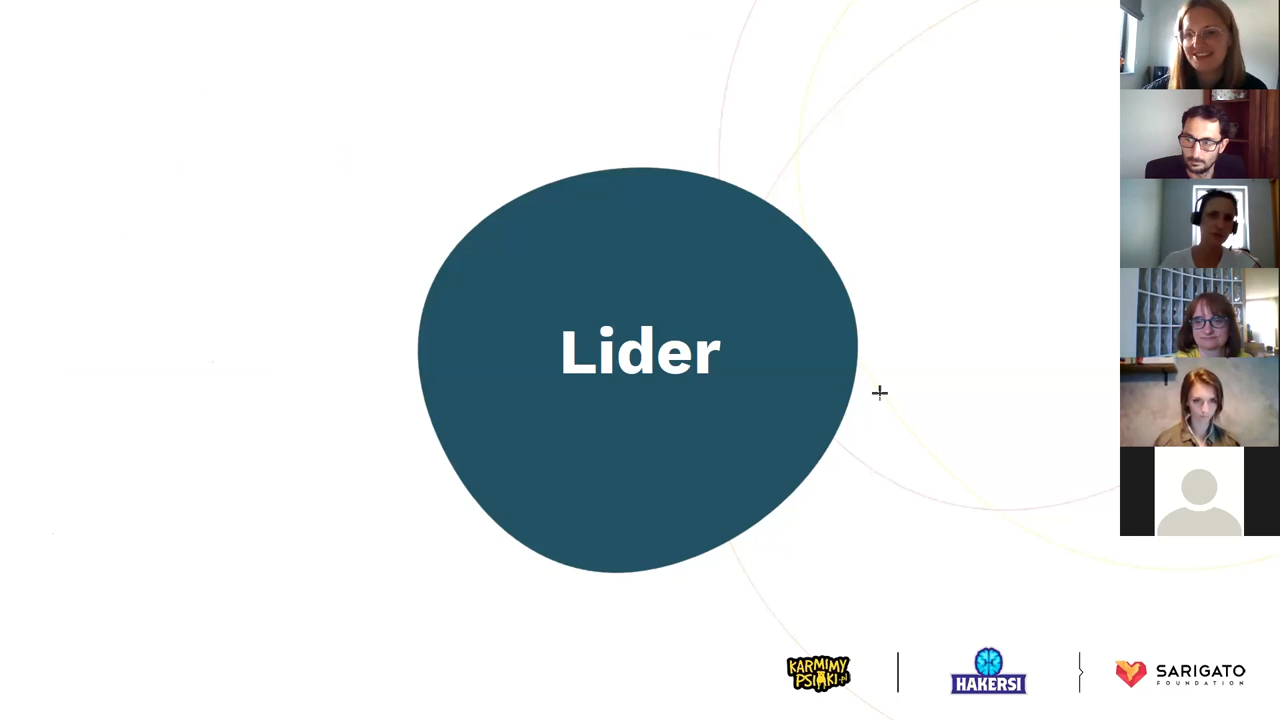 Lider
KARMIMY
PSIAKI.pl
HAKERSI
SARIGATO
FOUNDATION